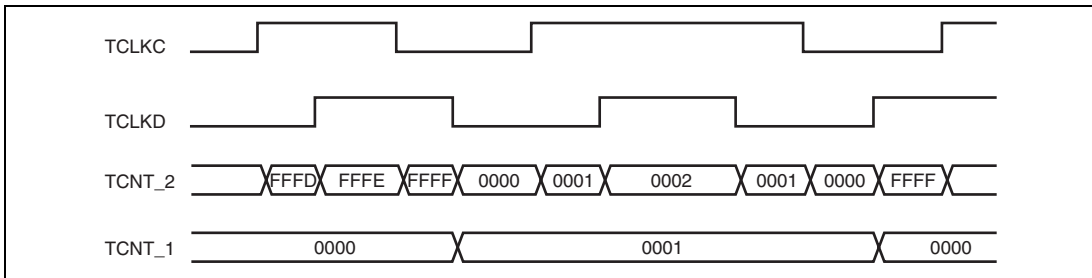 TCLKC
TCLKD
TCNT_2 FFFD FFFE FFFF 0000 0001 0002 0001 0000 FFFF
TCNT_1 0000 0001 0000